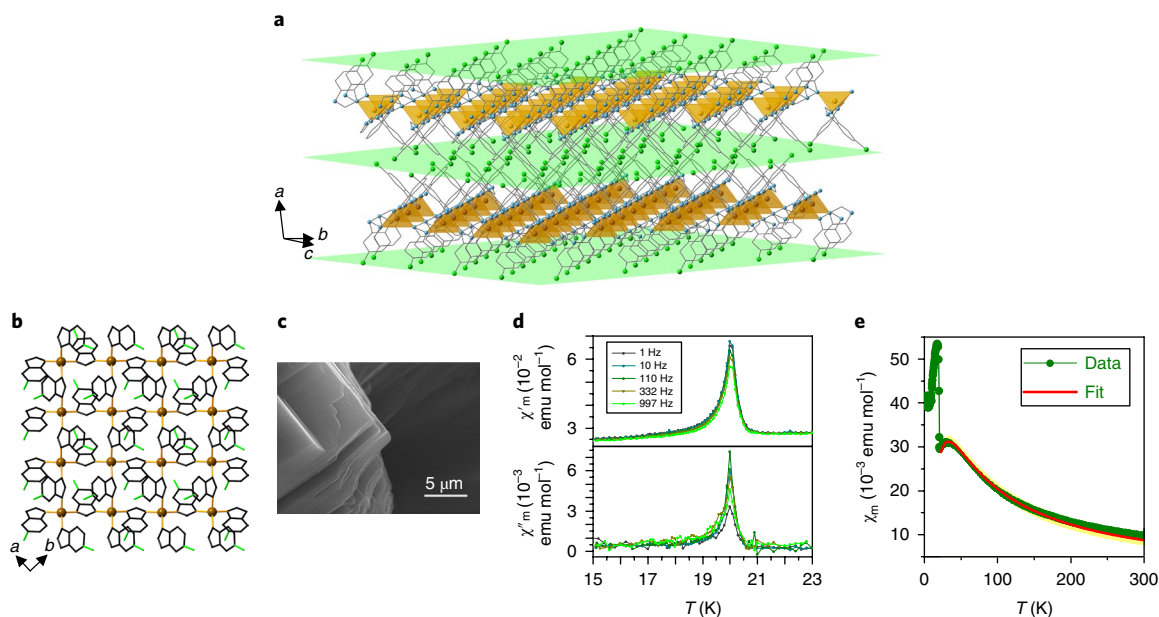 a
a
b
c
b
a
b
c
5 μm
d
χ′m (10⁻² emu mol⁻¹)
6
3
1 Hz
10 Hz
110 Hz
332 Hz
997 Hz
χ″m (10⁻³ emu mol⁻¹)
6
3
0
15 17 19 21 23
T (K)
e
χm (10⁻³ emu mol⁻¹)
50
40
30
20
10
Data
Fit
0 100 200 300
T (K)